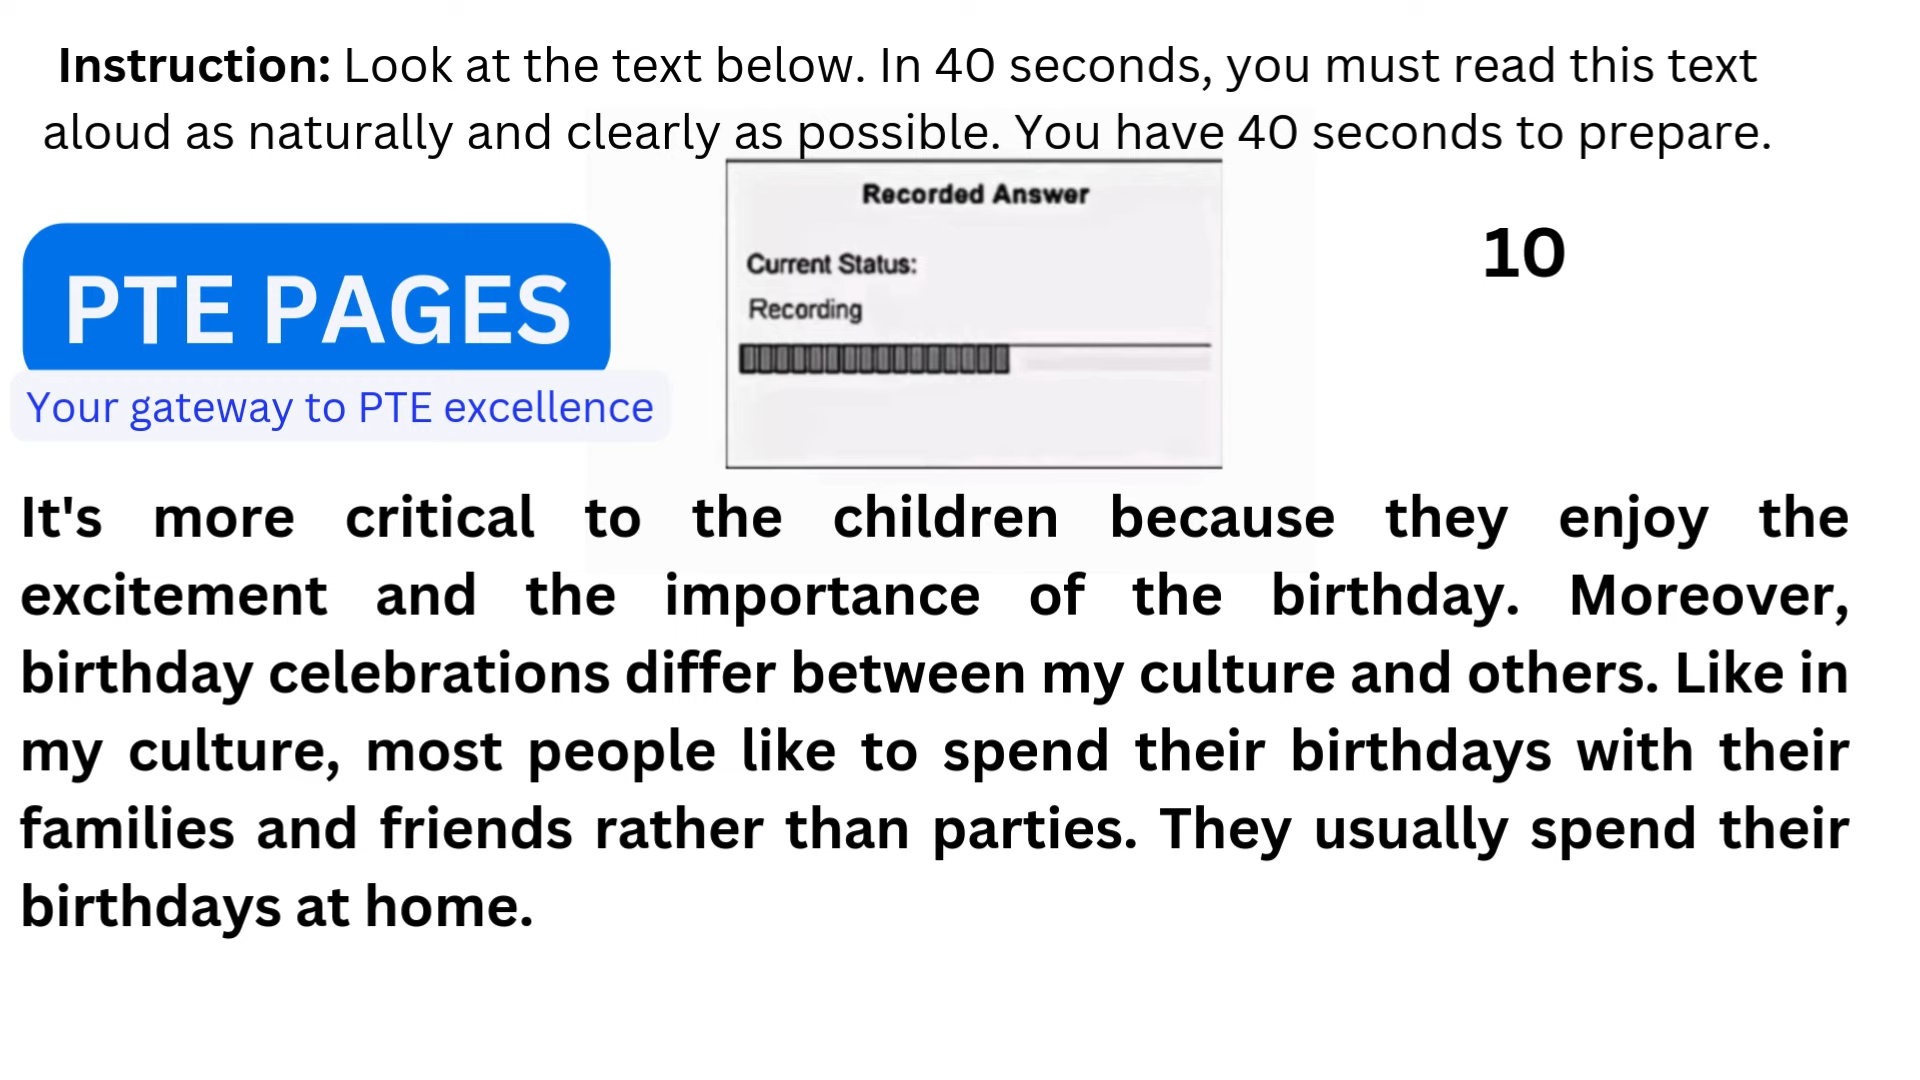 Instruction: Look at the text below. In 40 seconds, you must read this text
aloud as naturally and clearly as possible. You have 40 seconds to prepare.
Recorded Answer
Current Status:
Recording
10
PTE PAGES
Your gateway to PTE excellence
It's more critical to the children because they enjoy the
excitement and the importance of the birthday. Moreover,
birthday celebrations differ between my culture and others. Like in
my culture, most people like to spend their birthdays with their
families and friends rather than parties. They usually spend their
birthdays at home.